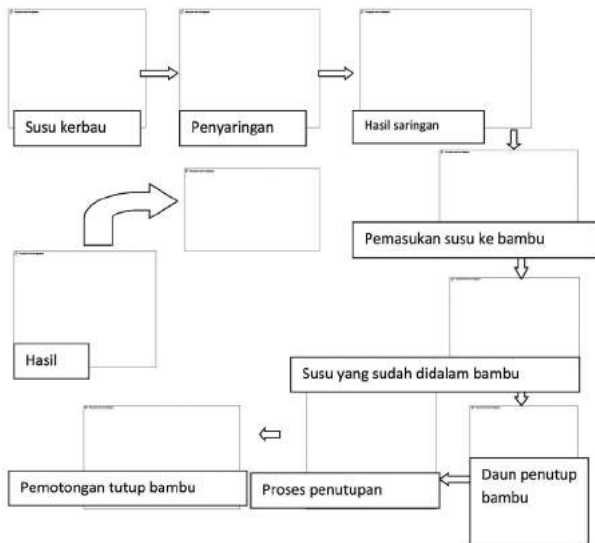 Susu kerbau
Penyaringan
Hasil saringan
Pemasukan susu ke bambu
Susu yang sudah didalam bambu
Daun penutup
bambu
Proses penutupan
Pemotongan tutup bambu
Hasil